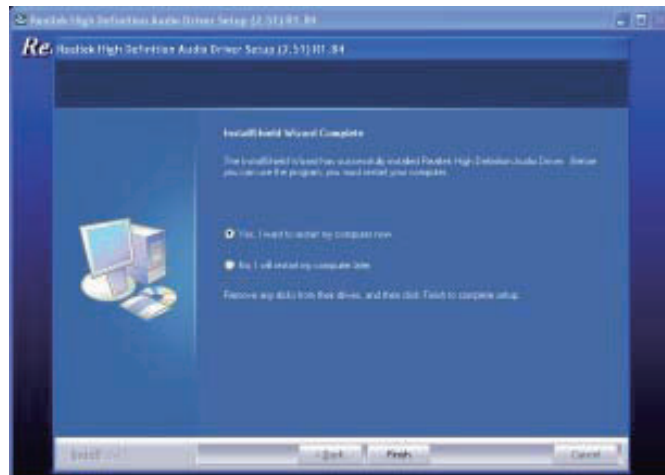 Realtek High Definition Audio Driver Setup (2.51) R1.84
Re
Realtek High Definition Audio Driver Setup (2.51) R1.84
InstallShield Wizard Complete
The InstallShield Wizard has successfully installed Realtek High Definition Audio Driver. Before
you can use the program, you must restart your computer.
Yes, I want to restart my computer now.
No, I will restart my computer later.
Remove any disks from their drives, and then click Finish to complete setup.
InstallShield
< Back
Finish
Cancel